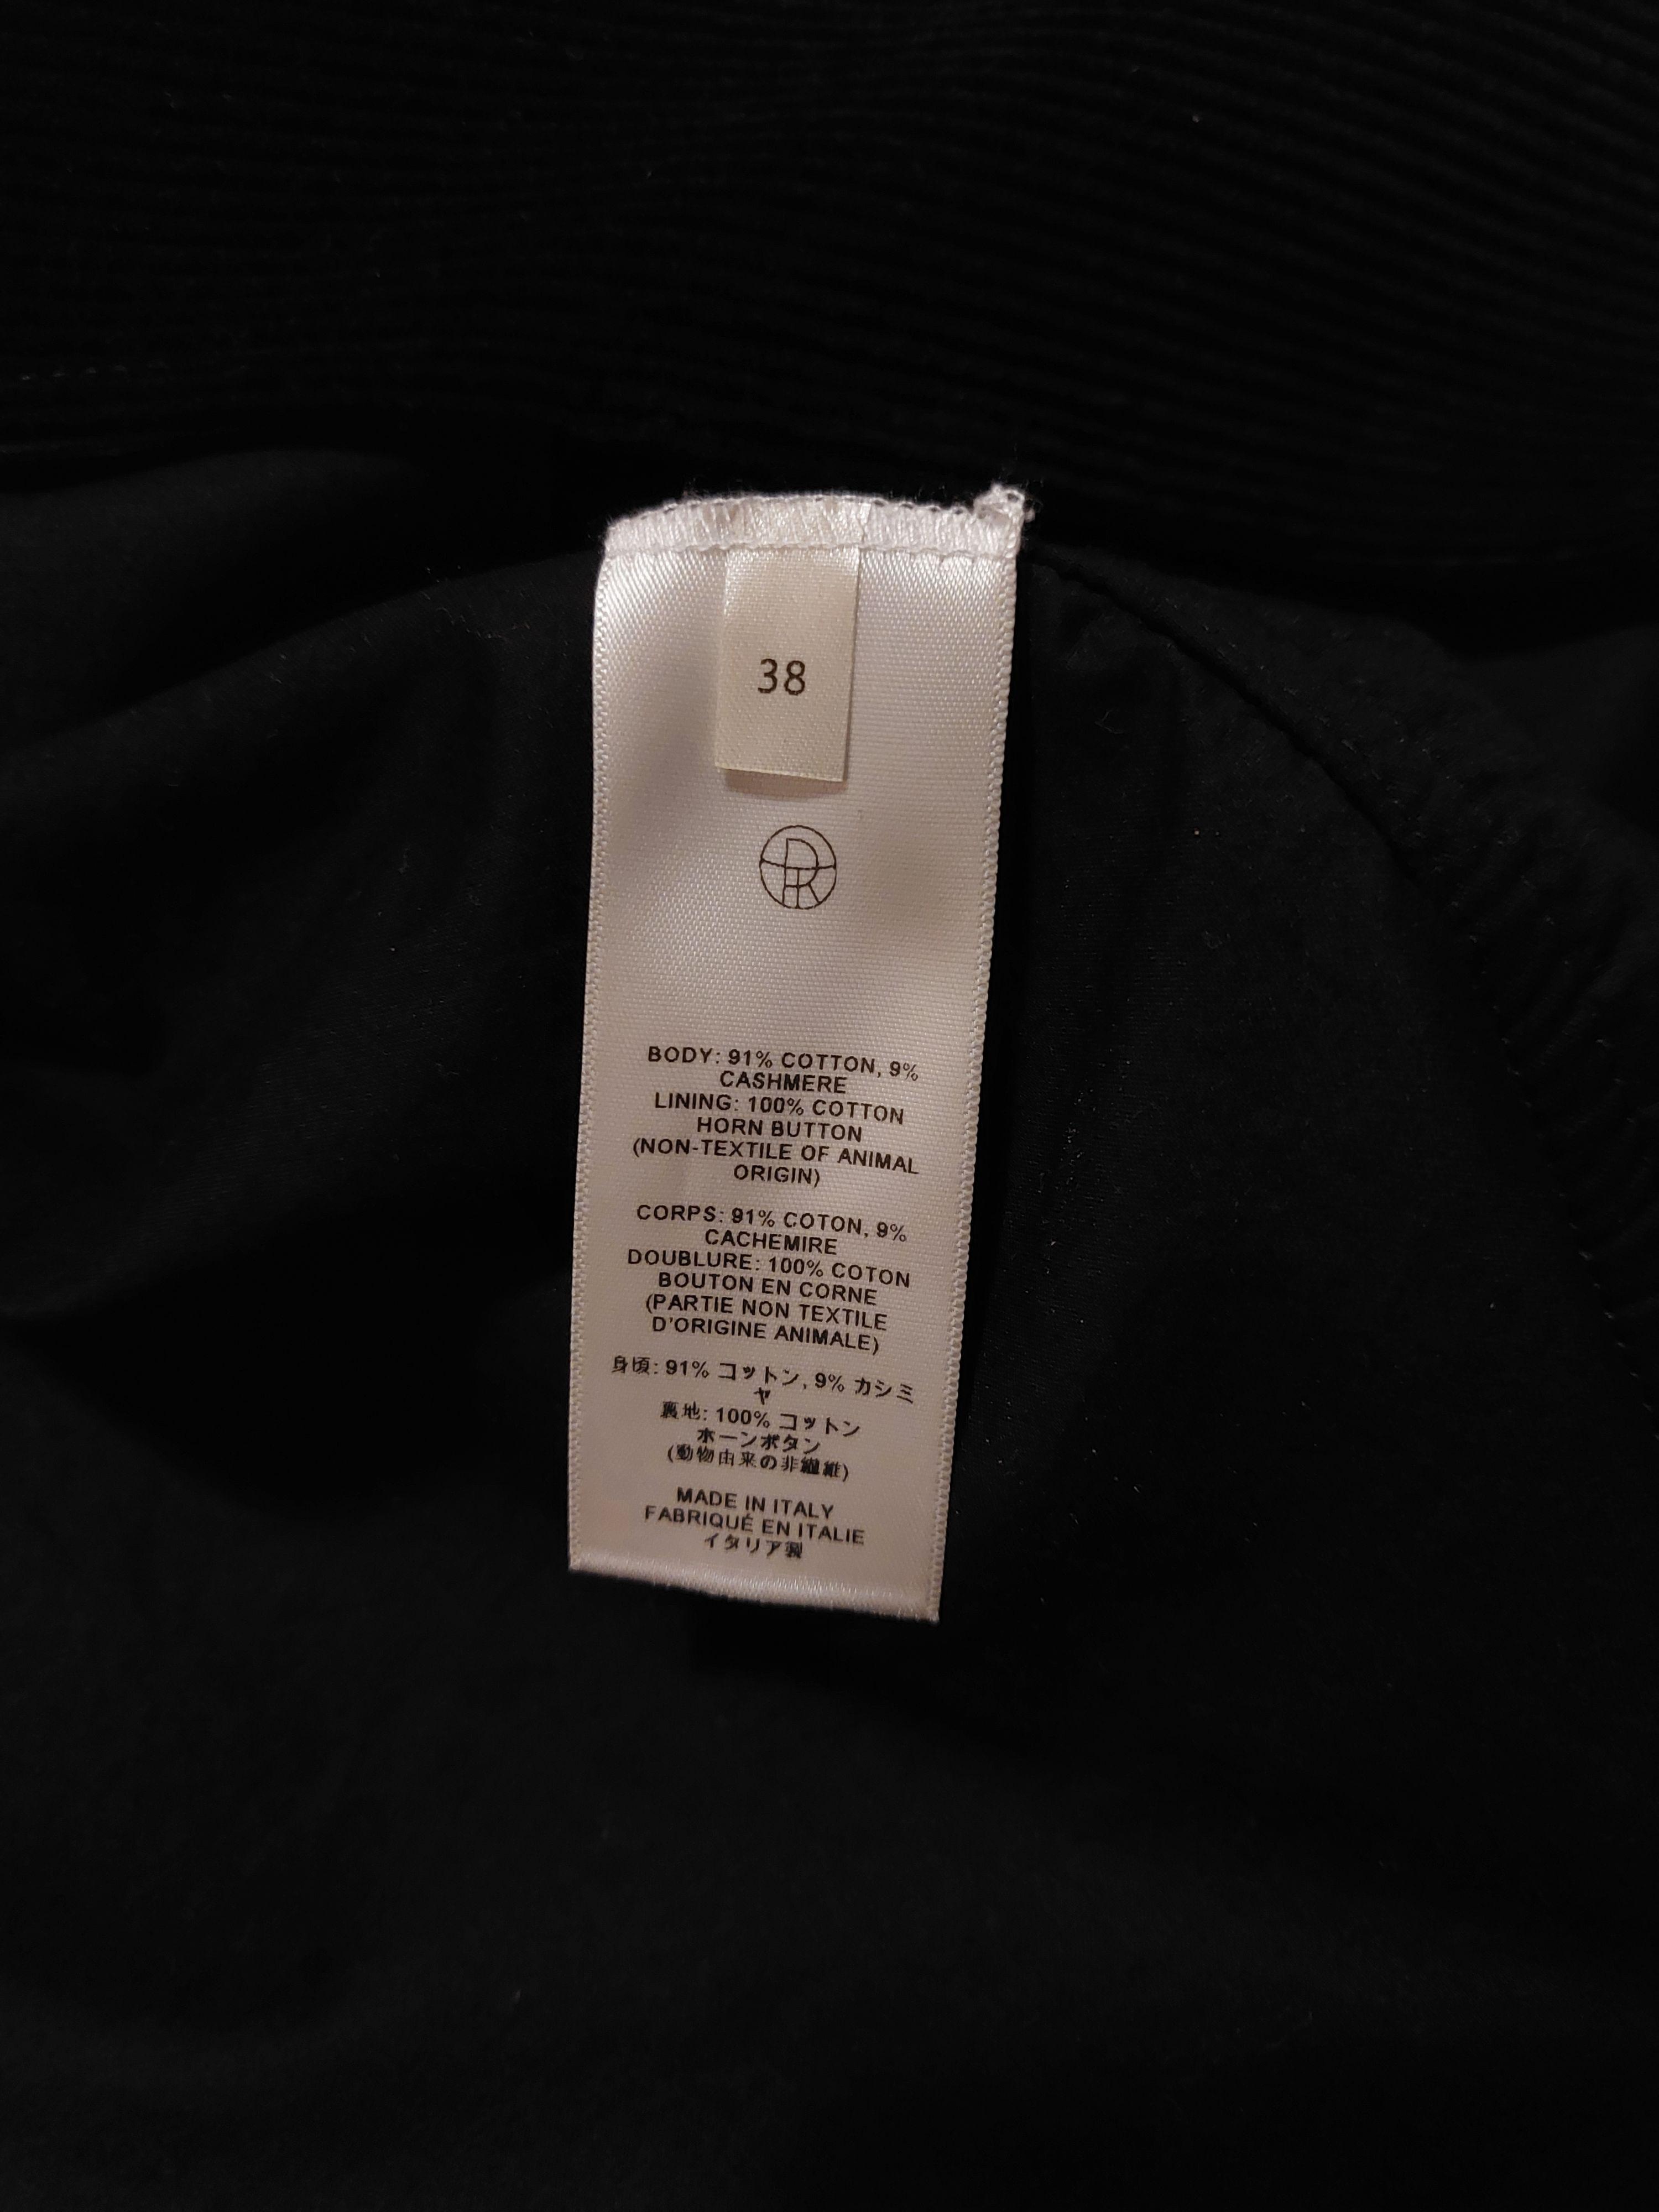 38
BODY: 91% COTTON, 9%
CASHMERE
LINING: 100% COTTON
HORN BUTTON
(NON-TEXTILE OF ANIMAL
ORIGIN)
CORPS: 91% COTON, 9%
CACHEMIRE
DOUBLURE: 100% COTON
BOUTON EN CORNE
(PARTIE NON TEXTILE
D'ORIGINE ANIMALE)
身頃: 91% コットン, 9% カシミ
ヤ
裏地: 100% コットン
ホーンボタン
(動物由来の非繊維)
MADE IN ITALY
FABRIQUÉ EN ITALIE
イタリア製